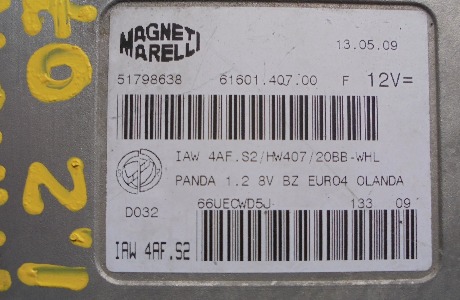 MAGNETI
MARELLI
13.05.09
51798638 61601.407.00 F 12V=
IAW 4AF.S2/HW407/20BB-WHL
PANDA 1.2 8V BZ EURO4 OLANDA
D032 66UECWD5J- 133 09
IAW 4AF.S2